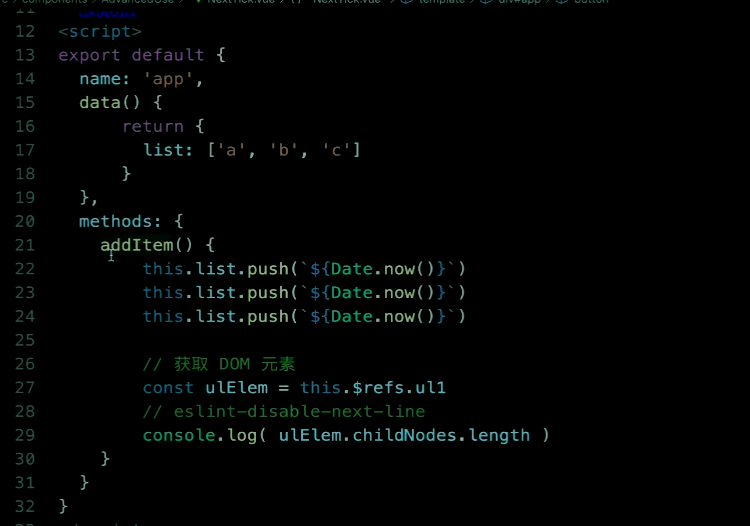 components > AdvancedUse > NextTick.vue > {} "NextTick.vue" > template > div#app > button
11
12 <script>
13 export default {
14 name: 'app',
15 data() {
16 return {
17 list: ['a', 'b', 'c']
18 }
19 },
20 methods: {
21 addItem() {
22 this.list.push(`${Date.now()}`)
23 this.list.push(`${Date.now()}`)
24 this.list.push(`${Date.now()}`)
25
26 // 获取 DOM 元素
27 const ulElem = this.$refs.ul1
28 // eslint-disable-next-line
29 console.log( ulElem.childNodes.length )
30 }
31 }
32 }